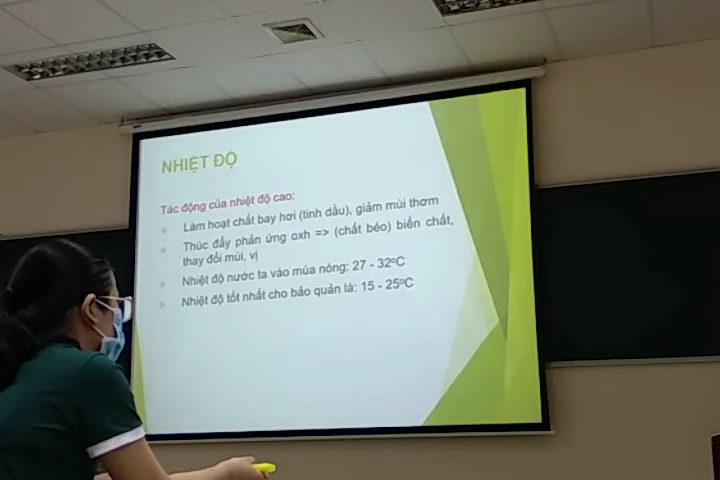 NHIỆT ĐỘ
Tác động của nhiệt độ cao:
Làm hoạt chất bay hơi (tinh dầu), giảm mùi thơm
Thúc đẩy phản ứng oxh => (chất béo) biến chất,
thay đổi mùi, vị
Nhiệt độ nước ta vào mùa nóng: 27 - 32⁰C
Nhiệt độ tốt nhất cho bảo quản là: 15 - 25⁰C